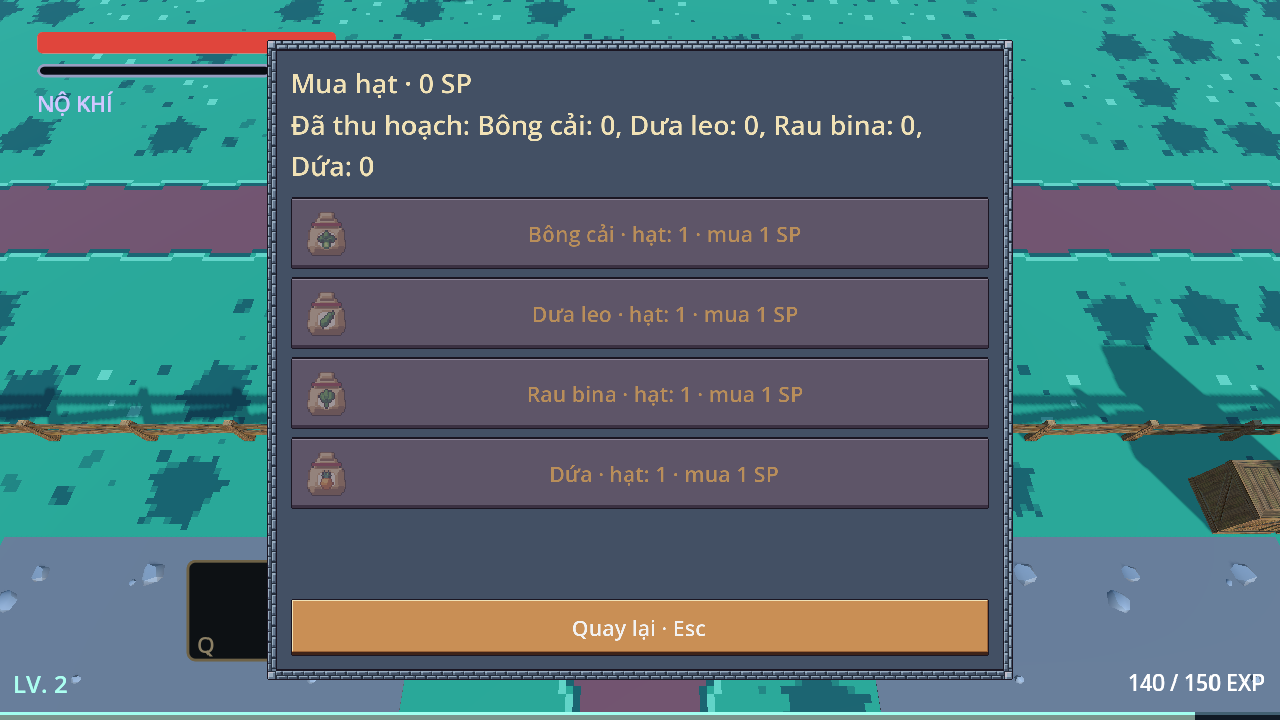 Mua hạt · 0 SP
Đã thu hoạch: Bông cải: 0, Dưa leo: 0, Rau bina: 0,
Dứa: 0
NỘ KHÍ
Bông cải · hạt: 1 · mua 1 SP
Dưa leo · hạt: 1 · mua 1 SP
Rau bina · hạt: 1 · mua 1 SP
Dứa · hạt: 1 · mua 1 SP
Quay lại · Esc
Q
LV. 2
140 / 150 EXP